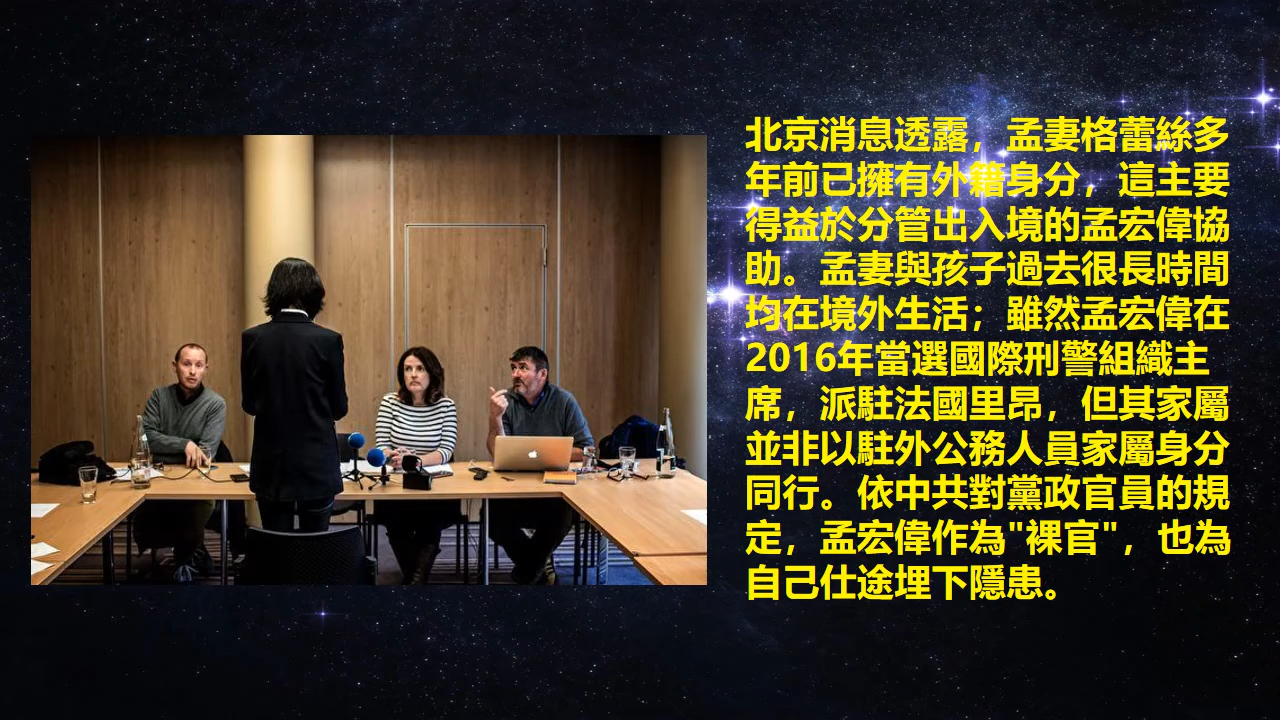 北京消息透露，孟妻格蕾絲多
年前已擁有外籍身分，這主要
得益於分管出入境的孟宏偉協
助。孟妻與孩子過去很長時間
均在境外生活；雖然孟宏偉在
2016年當選國際刑警組織主
席，派駐法國里昂，但其家屬
並非以駐外公務人員家屬身分
同行。依中共對黨政官員的規
定，孟宏偉作為"裸官"，也為
自己仕途埋下隱患。